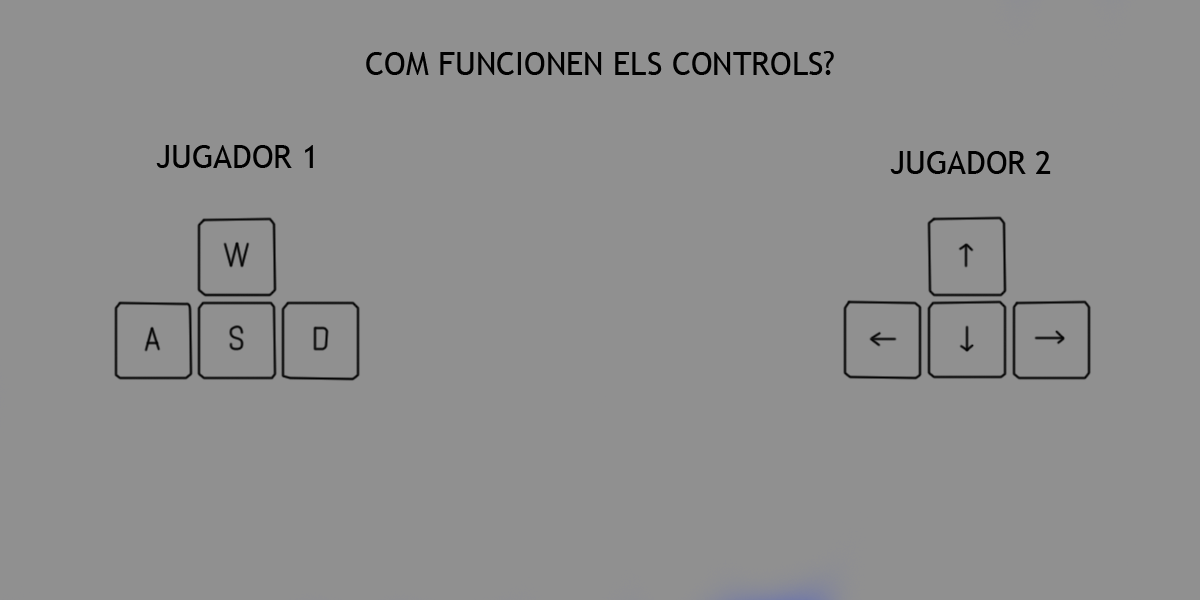 COM FUNCIONEN ELS CONTROLS?
JUGADOR 1
W
A S D
JUGADOR 2
↑
← ↓ →